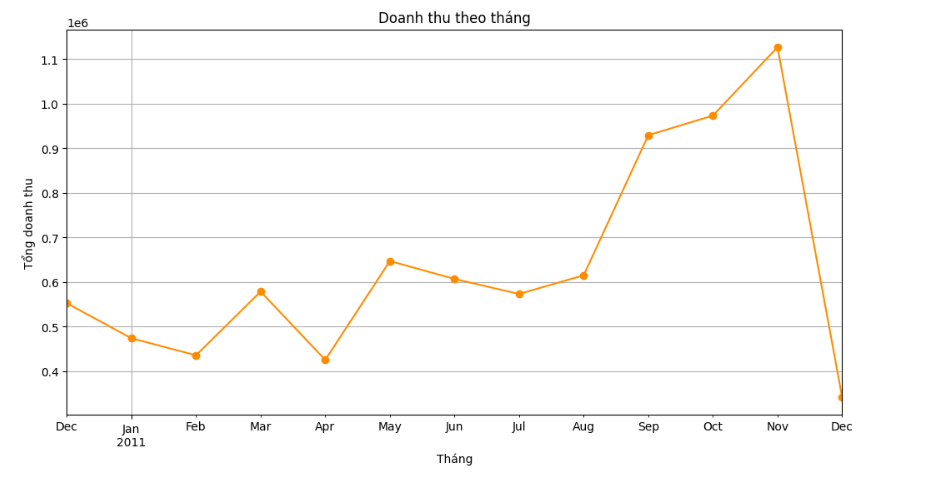 Doanh thu theo tháng
1e6
1.1
1.0
0.9
0.8
0.7
0.6
0.5
0.4
Tổng doanh thu
Dec Jan Feb Mar Apr May Jun Jul Aug Sep Oct Nov Dec
2011
Tháng